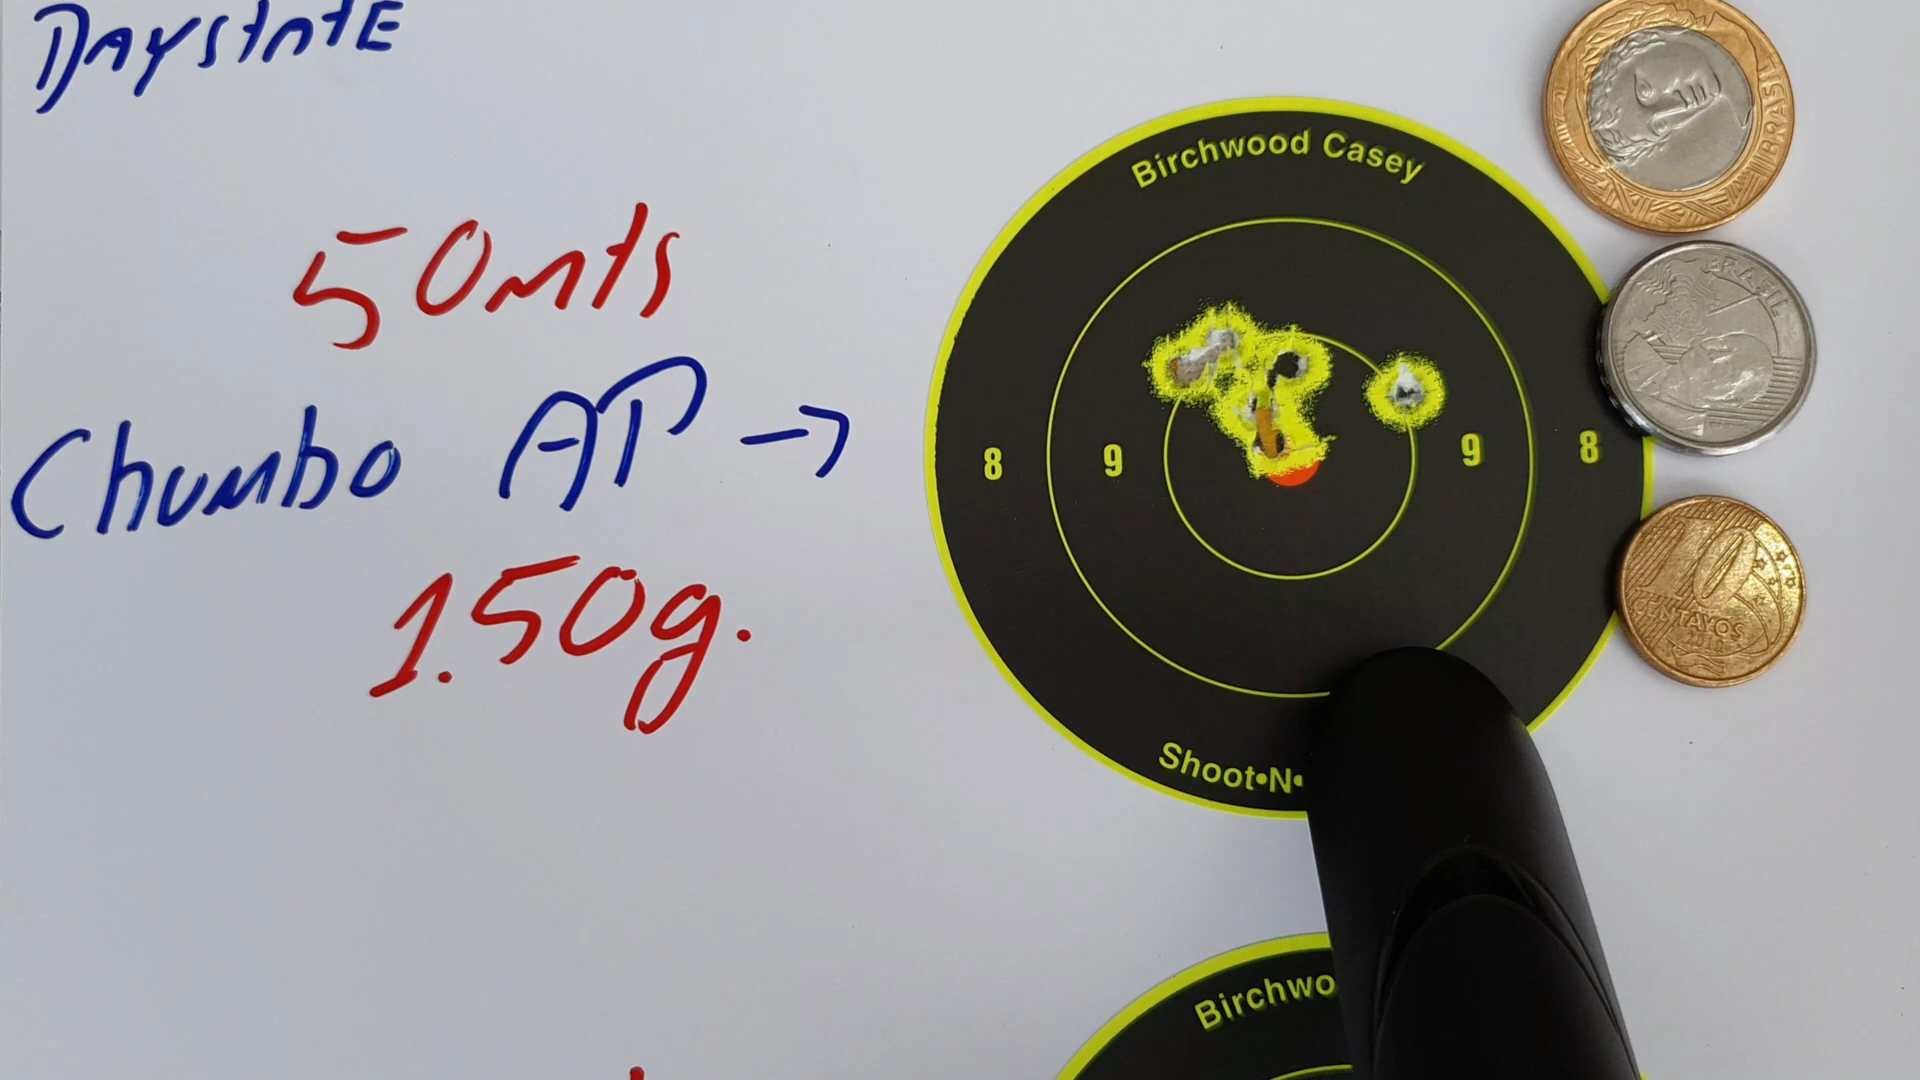 DAYstAtE
50mts
Chumbo AP →
1.50g.
Birchwood Casey
8 9 9 8
Shoot•N•
Birchwo
BRASIL
BRASIL
10
CENTAVOS